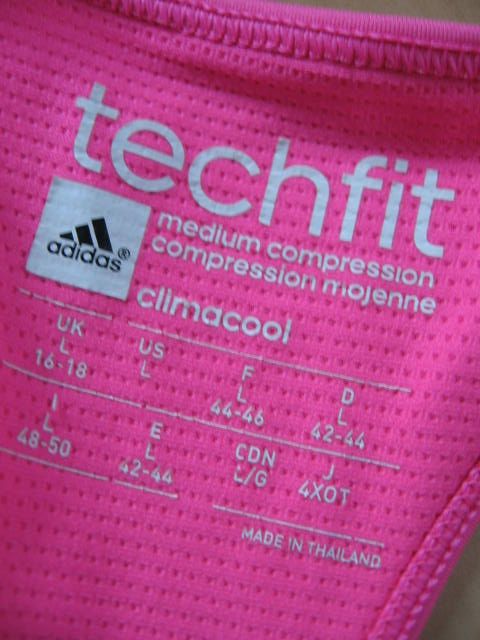 techfit
adidas®
medium compression
compression mojenne
climacool
UK US F D
L L L L
16-18 44-46 42-44
I E CDN J
L L L/G 4XOT
48-50 42-44
MADE IN THAILAND